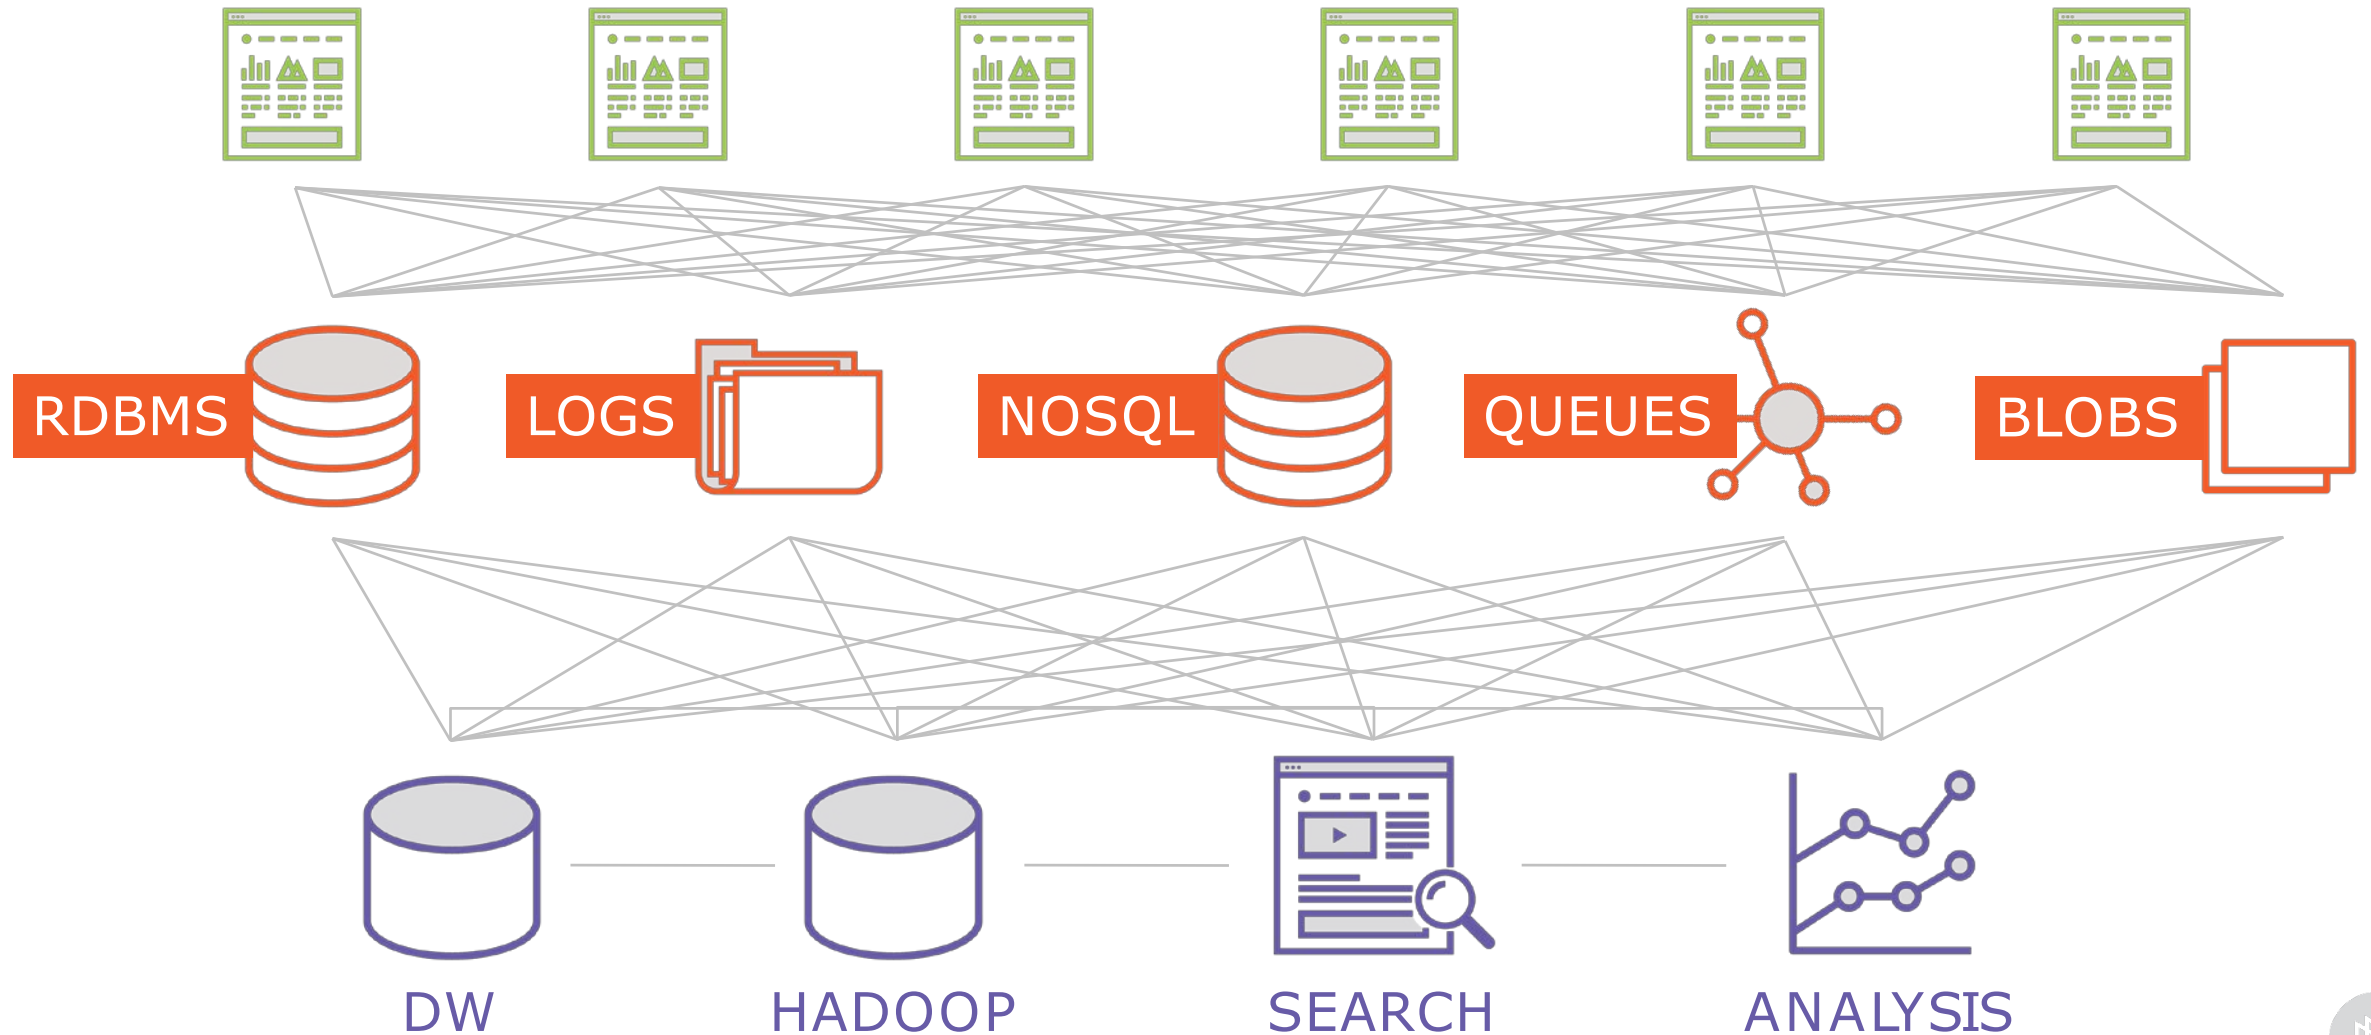 RDBMS
LOGS
NOSQL
QUEUES
BLOBS
DW
HADOOP
SEARCH
ANALYSIS